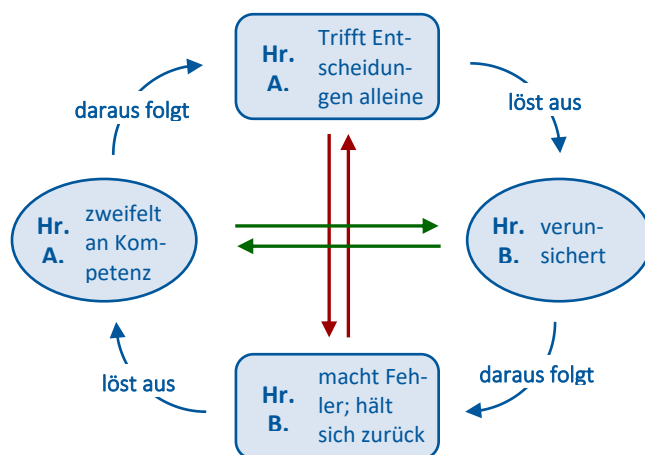 Hr.
A.
Trifft Ent-
scheidun-
gen alleine
daraus folgt
löst aus
Hr.
A.
zweifelt
an Kom-
petenz
Hr.
B.
verun-
sichert
löst aus
daraus folgt
Hr.
B.
macht Feh-
ler; hält
sich zurück